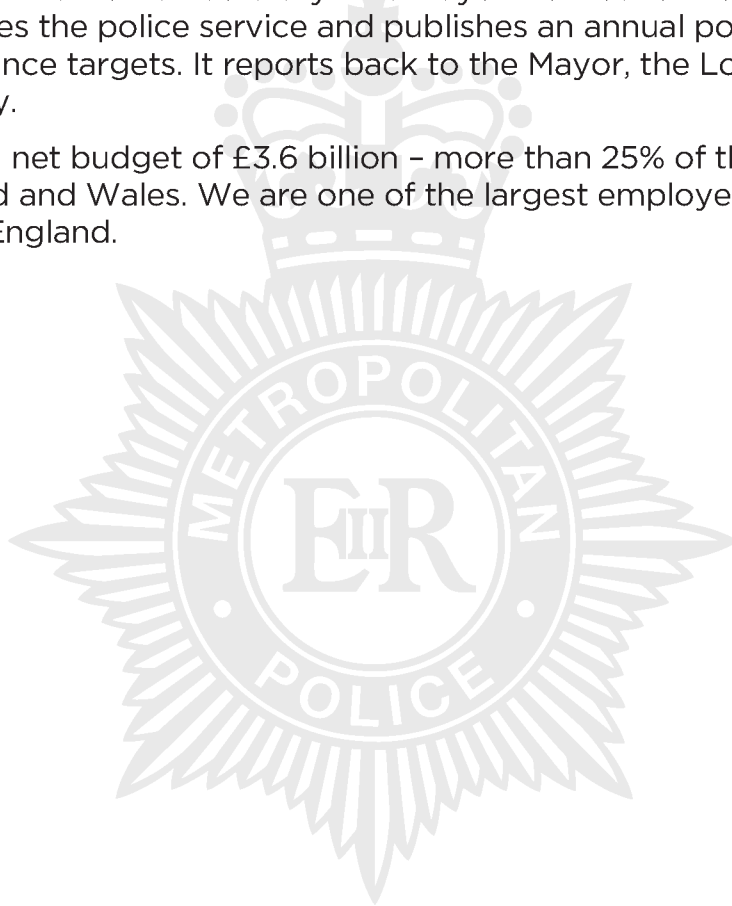 es the police service and publishes an annual po
nce targets. It reports back to the Mayor, the Lo
y.
net budget of £3.6 billion – more than 25% of th
d and Wales. We are one of the largest employe
England.
METROPOLITAN
EIIR
POLICE